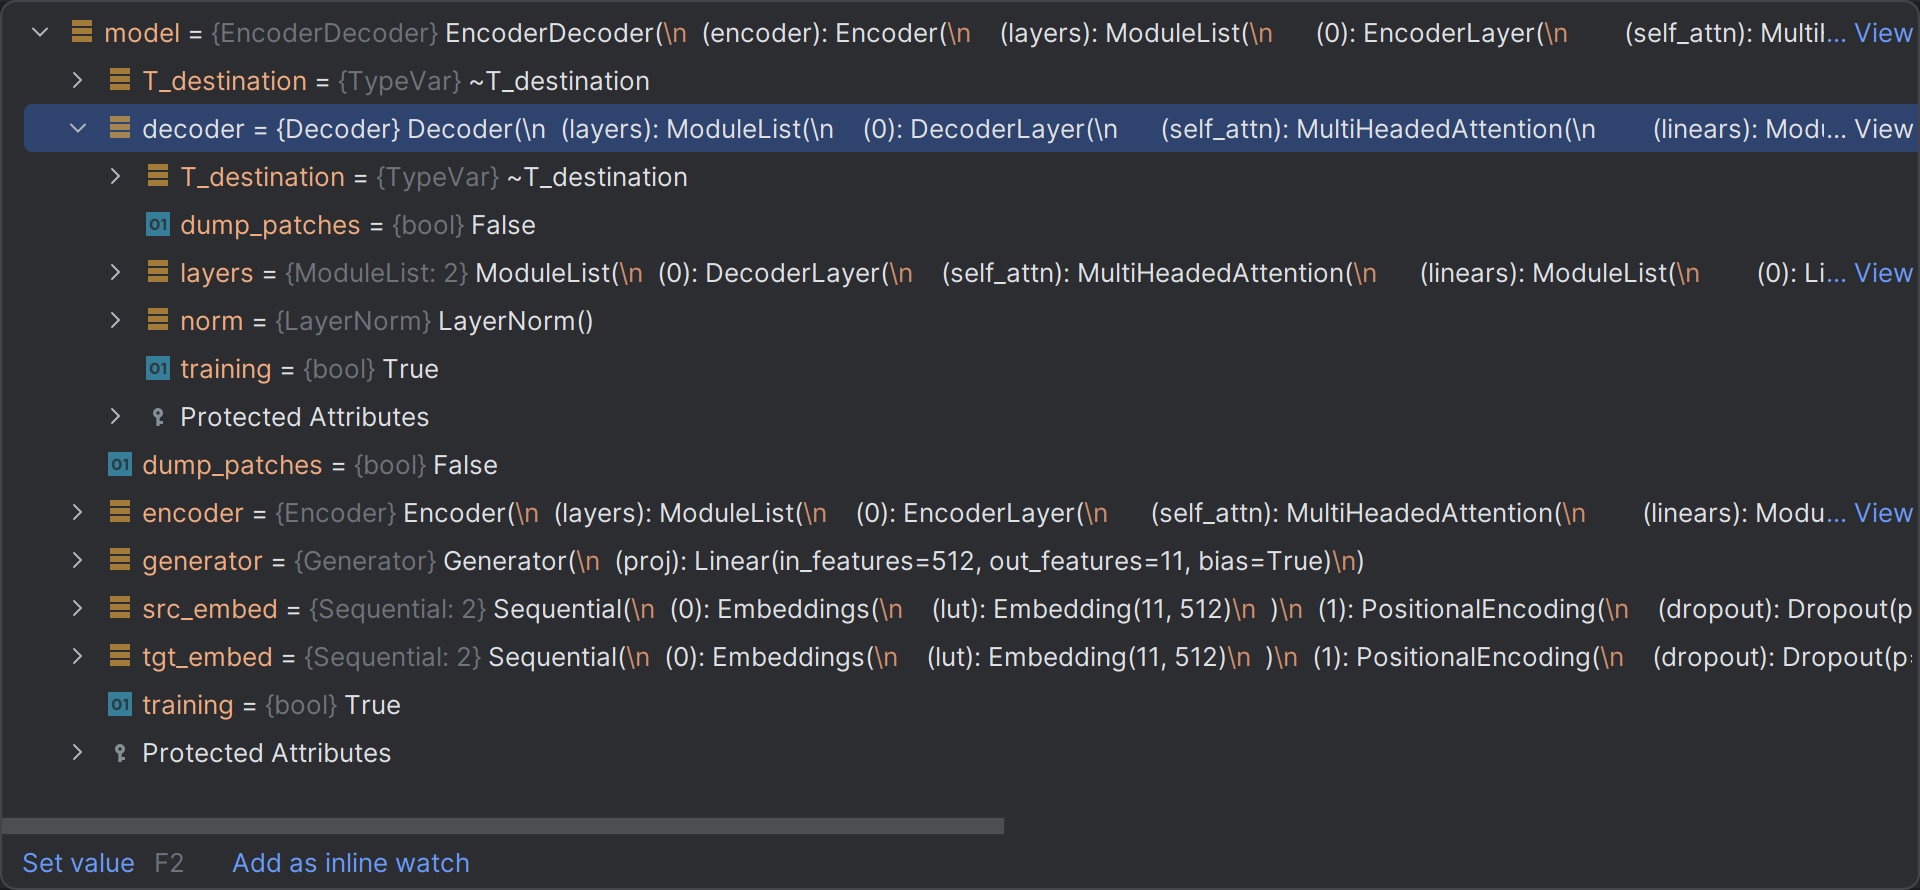 model = {EncoderDecoder} EncoderDecoder(\n  (encoder): Encoder(\n    (layers): ModuleList(\n      (0): EncoderLayer(\n        (self_attn): Multil... View
T_destination = {TypeVar} ~T_destination
decoder = {Decoder} Decoder(\n  (layers): ModuleList(\n    (0): DecoderLayer(\n      (self_attn): MultiHeadedAttention(\n        (linears): Modu... View
T_destination = {TypeVar} ~T_destination
01 dump_patches = {bool} False
layers = {ModuleList: 2} ModuleList(\n  (0): DecoderLayer(\n    (self_attn): MultiHeadedAttention(\n      (linears): ModuleList(\n        (0): Li... View
norm = {LayerNorm} LayerNorm()
01 training = {bool} True
Protected Attributes
01 dump_patches = {bool} False
encoder = {Encoder} Encoder(\n  (layers): ModuleList(\n    (0): EncoderLayer(\n      (self_attn): MultiHeadedAttention(\n        (linears): Modu... View
generator = {Generator} Generator(\n  (proj): Linear(in_features=512, out_features=11, bias=True)\n)
src_embed = {Sequential: 2} Sequential(\n  (0): Embeddings(\n    (lut): Embedding(11, 512)\n  )\n  (1): PositionalEncoding(\n    (dropout): Dropout(p
tgt_embed = {Sequential: 2} Sequential(\n  (0): Embeddings(\n    (lut): Embedding(11, 512)\n  )\n  (1): PositionalEncoding(\n    (dropout): Dropout(p=
01 training = {bool} True
Protected Attributes
Set value F2 Add as inline watch